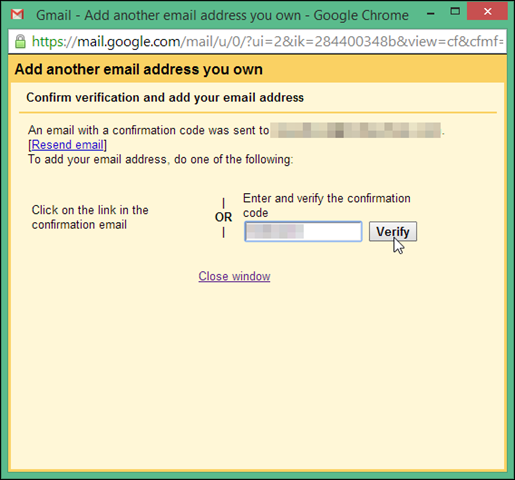 Gmail - Add another email address you own - Google Chrome
https://mail.google.com/mail/u/0/?ui=2&ik=284400348b&view=cf&cfmf=
Add another email address you own
Confirm verification and add your email address
An email with a confirmation code was sent to .
[Resend email]
To add your email address, do one of the following:
Click on the link in the
confirmation email
|
OR
|
Enter and verify the confirmation
code
Verify
Close window